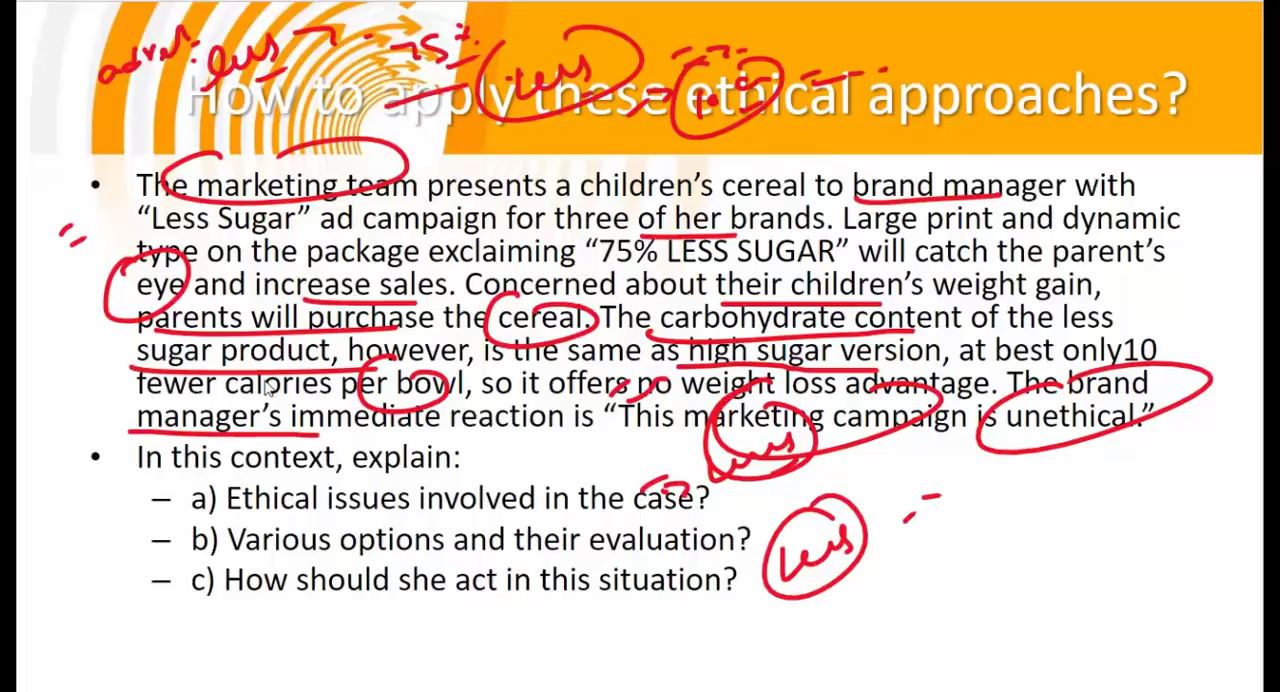 advet: less 75% less 1.5
How to apply these ethical approaches?
• The marketing team presents a children's cereal to brand manager with
"Less Sugar" ad campaign for three of her brands. Large print and dynamic
type on the package exclaiming "75% LESS SUGAR" will catch the parent's
eye and increase sales. Concerned about their children's weight gain,
parents will purchase the cereal. The carbohydrate content of the less
sugar product, however, is the same as high sugar version, at best only10
fewer calories per bowl, so it offers no weight loss advantage. The brand
manager's immediate reaction is "This marketing campaign is unethical."
less
• In this context, explain:
– a) Ethical issues involved in the case?
– b) Various options and their evaluation?
less
– c) How should she act in this situation?